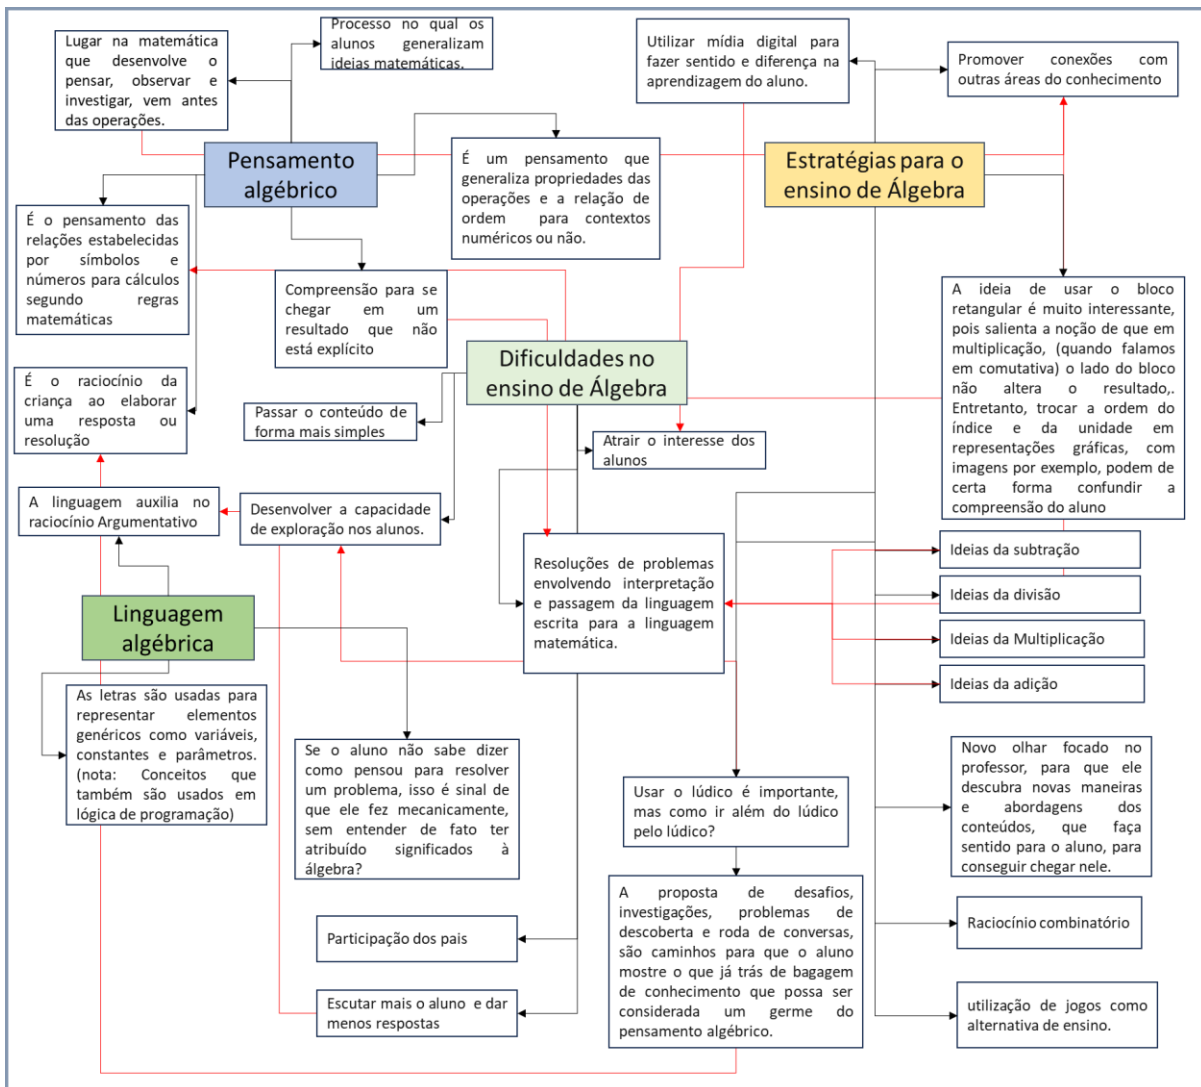 Lugar na matemática
que desenvolve o
pensar, observar e
investigar, vem antes
das operações.
Processo no qual os
alunos generalizam
ideias matemáticas.
Utilizar mídia digital para
fazer sentido e diferença na
aprendizagem do aluno.
Promover conexões com
outras áreas do conhecimento
Pensamento
algébrico
É um pensamento que
generaliza propriedades das
operações e a relação de
ordem para contextos
numéricos ou não.
Estratégias para o
ensino de Álgebra
É o pensamento das
relações estabelecidas
por símbolos e
números para cálculos
segundo regras
matemáticas
Compreensão para se
chegar em um
resultado que não
está explícito
A ideia de usar o bloco
retangular é muito interessante,
pois salienta a noção de que em
multiplicação, (quando falamos
em comutativa) o lado do bloco
não altera o resultado,.
Entretanto, trocar a ordem do
índice e da unidade em
representações gráficas, com
imagens por exemplo, podem de
certa forma confundir a
compreensão do aluno
Dificuldades no
ensino de Álgebra
É o raciocínio da
criança ao elaborar
uma resposta ou
resolução
Passar o conteúdo de
forma mais simples
Atrair o interesse dos
alunos
A linguagem auxilia no
raciocínio Argumentativo
Desenvolver a capacidade
de exploração nos alunos.
Resoluções de problemas
envolvendo interpretação
e passagem da linguagem
escrita para a linguagem
matemática.
Ideias da subtração
Ideias da divisão
Ideias da Multiplicação
Ideias da adição
Linguagem
algébrica
As letras são usadas para
representar elementos
genéricos como variáveis,
constantes e parâmetros.
(nota: Conceitos que
também são usados em
lógica de programação)
Se o aluno não sabe dizer
como pensou para resolver
um problema, isso é sinal
de que ele fez mecanicamente,
sem entender de fato ter
atribuído significados à
álgebra?
Usar o lúdico é importante,
mas como ir além do lúdico
pelo lúdico?
Novo olhar focado no
professor, para que ele
descubra novas maneiras
e abordagens dos
conteúdos, que faça
sentido para o aluno, para
conseguir chegar nele.
A proposta de desafios,
investigações, problemas de
descoberta e roda de conversas,
são caminhos para que o aluno
mostre o que já trás de bagagem
de conhecimento que possa ser
considerada um germe do
pensamento algébrico.
Participação dos pais
Raciocínio combinatório
Escutar mais o aluno e dar
menos respostas
utilização de jogos como
alternativa de ensino.